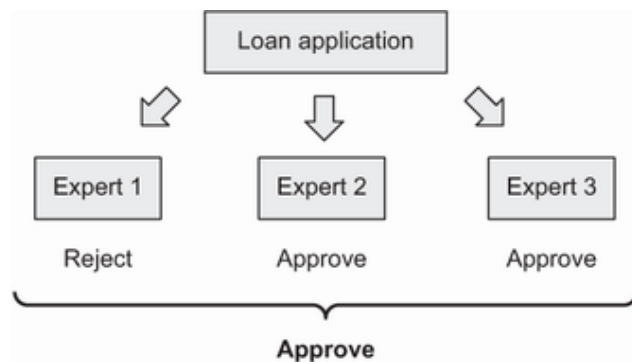 Loan application
Expert 1 Expert 2 Expert 3
Reject Approve Approve
Approve